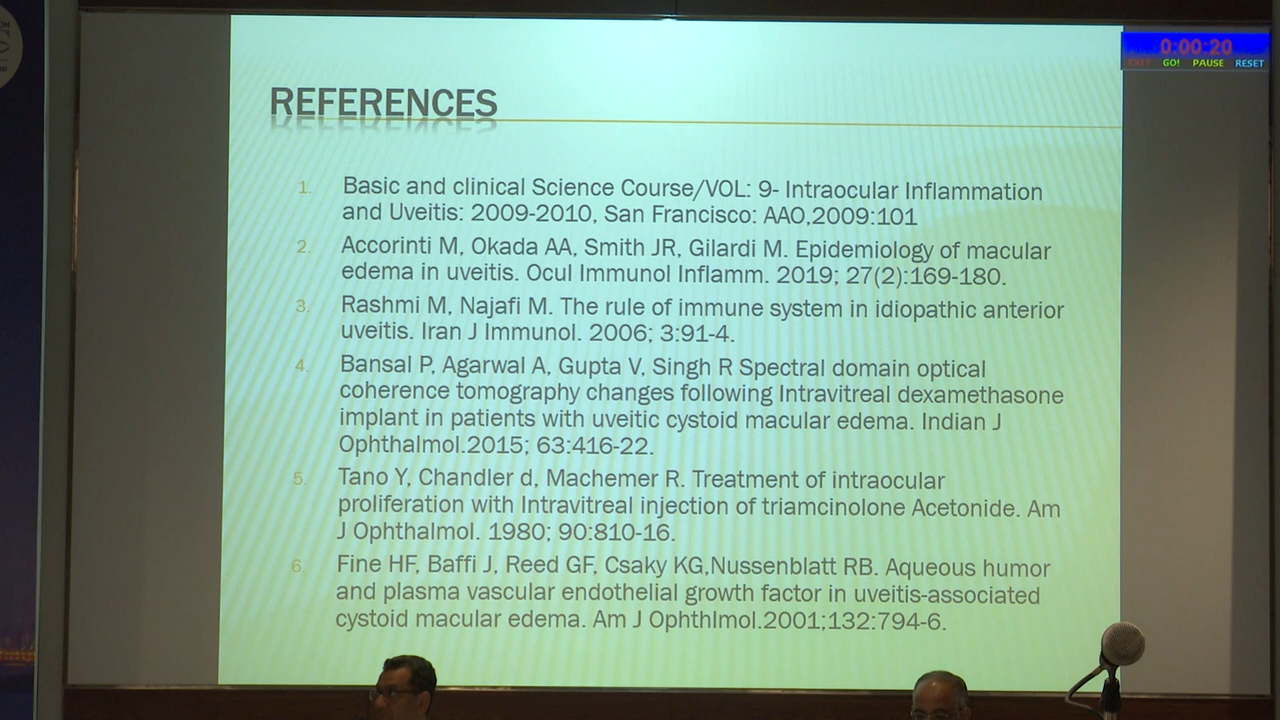 0:00:20
EXIT GO! PAUSE RESET
REFERENCES
1. Basic and clinical Science Course/VOL: 9- Intraocular Inflammation
and Uveitis: 2009-2010, San Francisco: AAO,2009:101
2. Accorinti M, Okada AA, Smith JR, Gilardi M. Epidemiology of macular
edema in uveitis. Ocul Immunol Inflamm. 2019; 27(2):169-180.
3. Rashmi M, Najafi M. The rule of immune system in idiopathic anterior
uveitis. Iran J Immunol. 2006; 3:91-4.
4. Bansal P, Agarwal A, Gupta V, Singh R Spectral domain optical
coherence tomography changes following Intravitreal dexamethasone
implant in patients with uveitic cystoid macular edema. Indian J
Ophthalmol.2015; 63:416-22.
5. Tano Y, Chandler d, Machemer R. Treatment of intraocular
proliferation with Intravitreal injection of triamcinolone Acetonide. Am
J Ophthalmol. 1980; 90:810-16.
6. Fine HF, Baffi J, Reed GF, Csaky KG,Nussenblatt RB. Aqueous humor
and plasma vascular endothelial growth factor in uveitis-associated
cystoid macular edema. Am J Ophthlmol.2001;132:794-6.